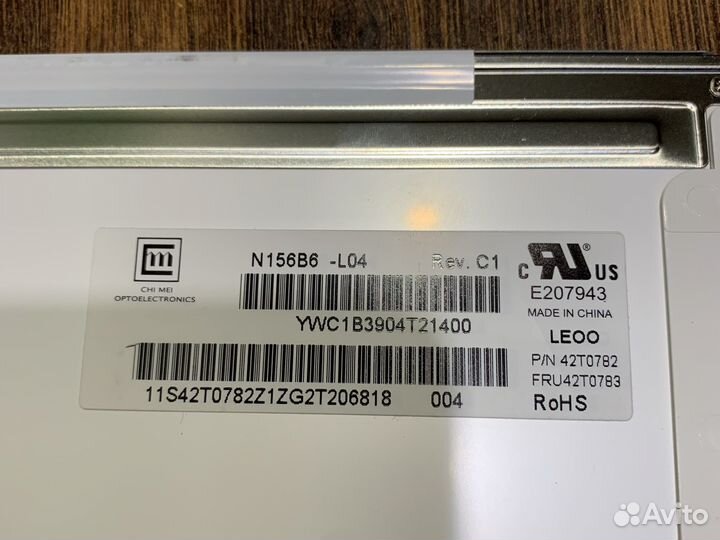 m
CHI MEI
OPTOELECTRONICS
N156B6 -L04 Rev. C1
YWC1B3904T21400
11S42T0782Z1ZG2T206818 004
c RU US
E207943
MADE IN CHINA
LEOO
P/N 42T0782
FRU42T0783
RoHS
Avito